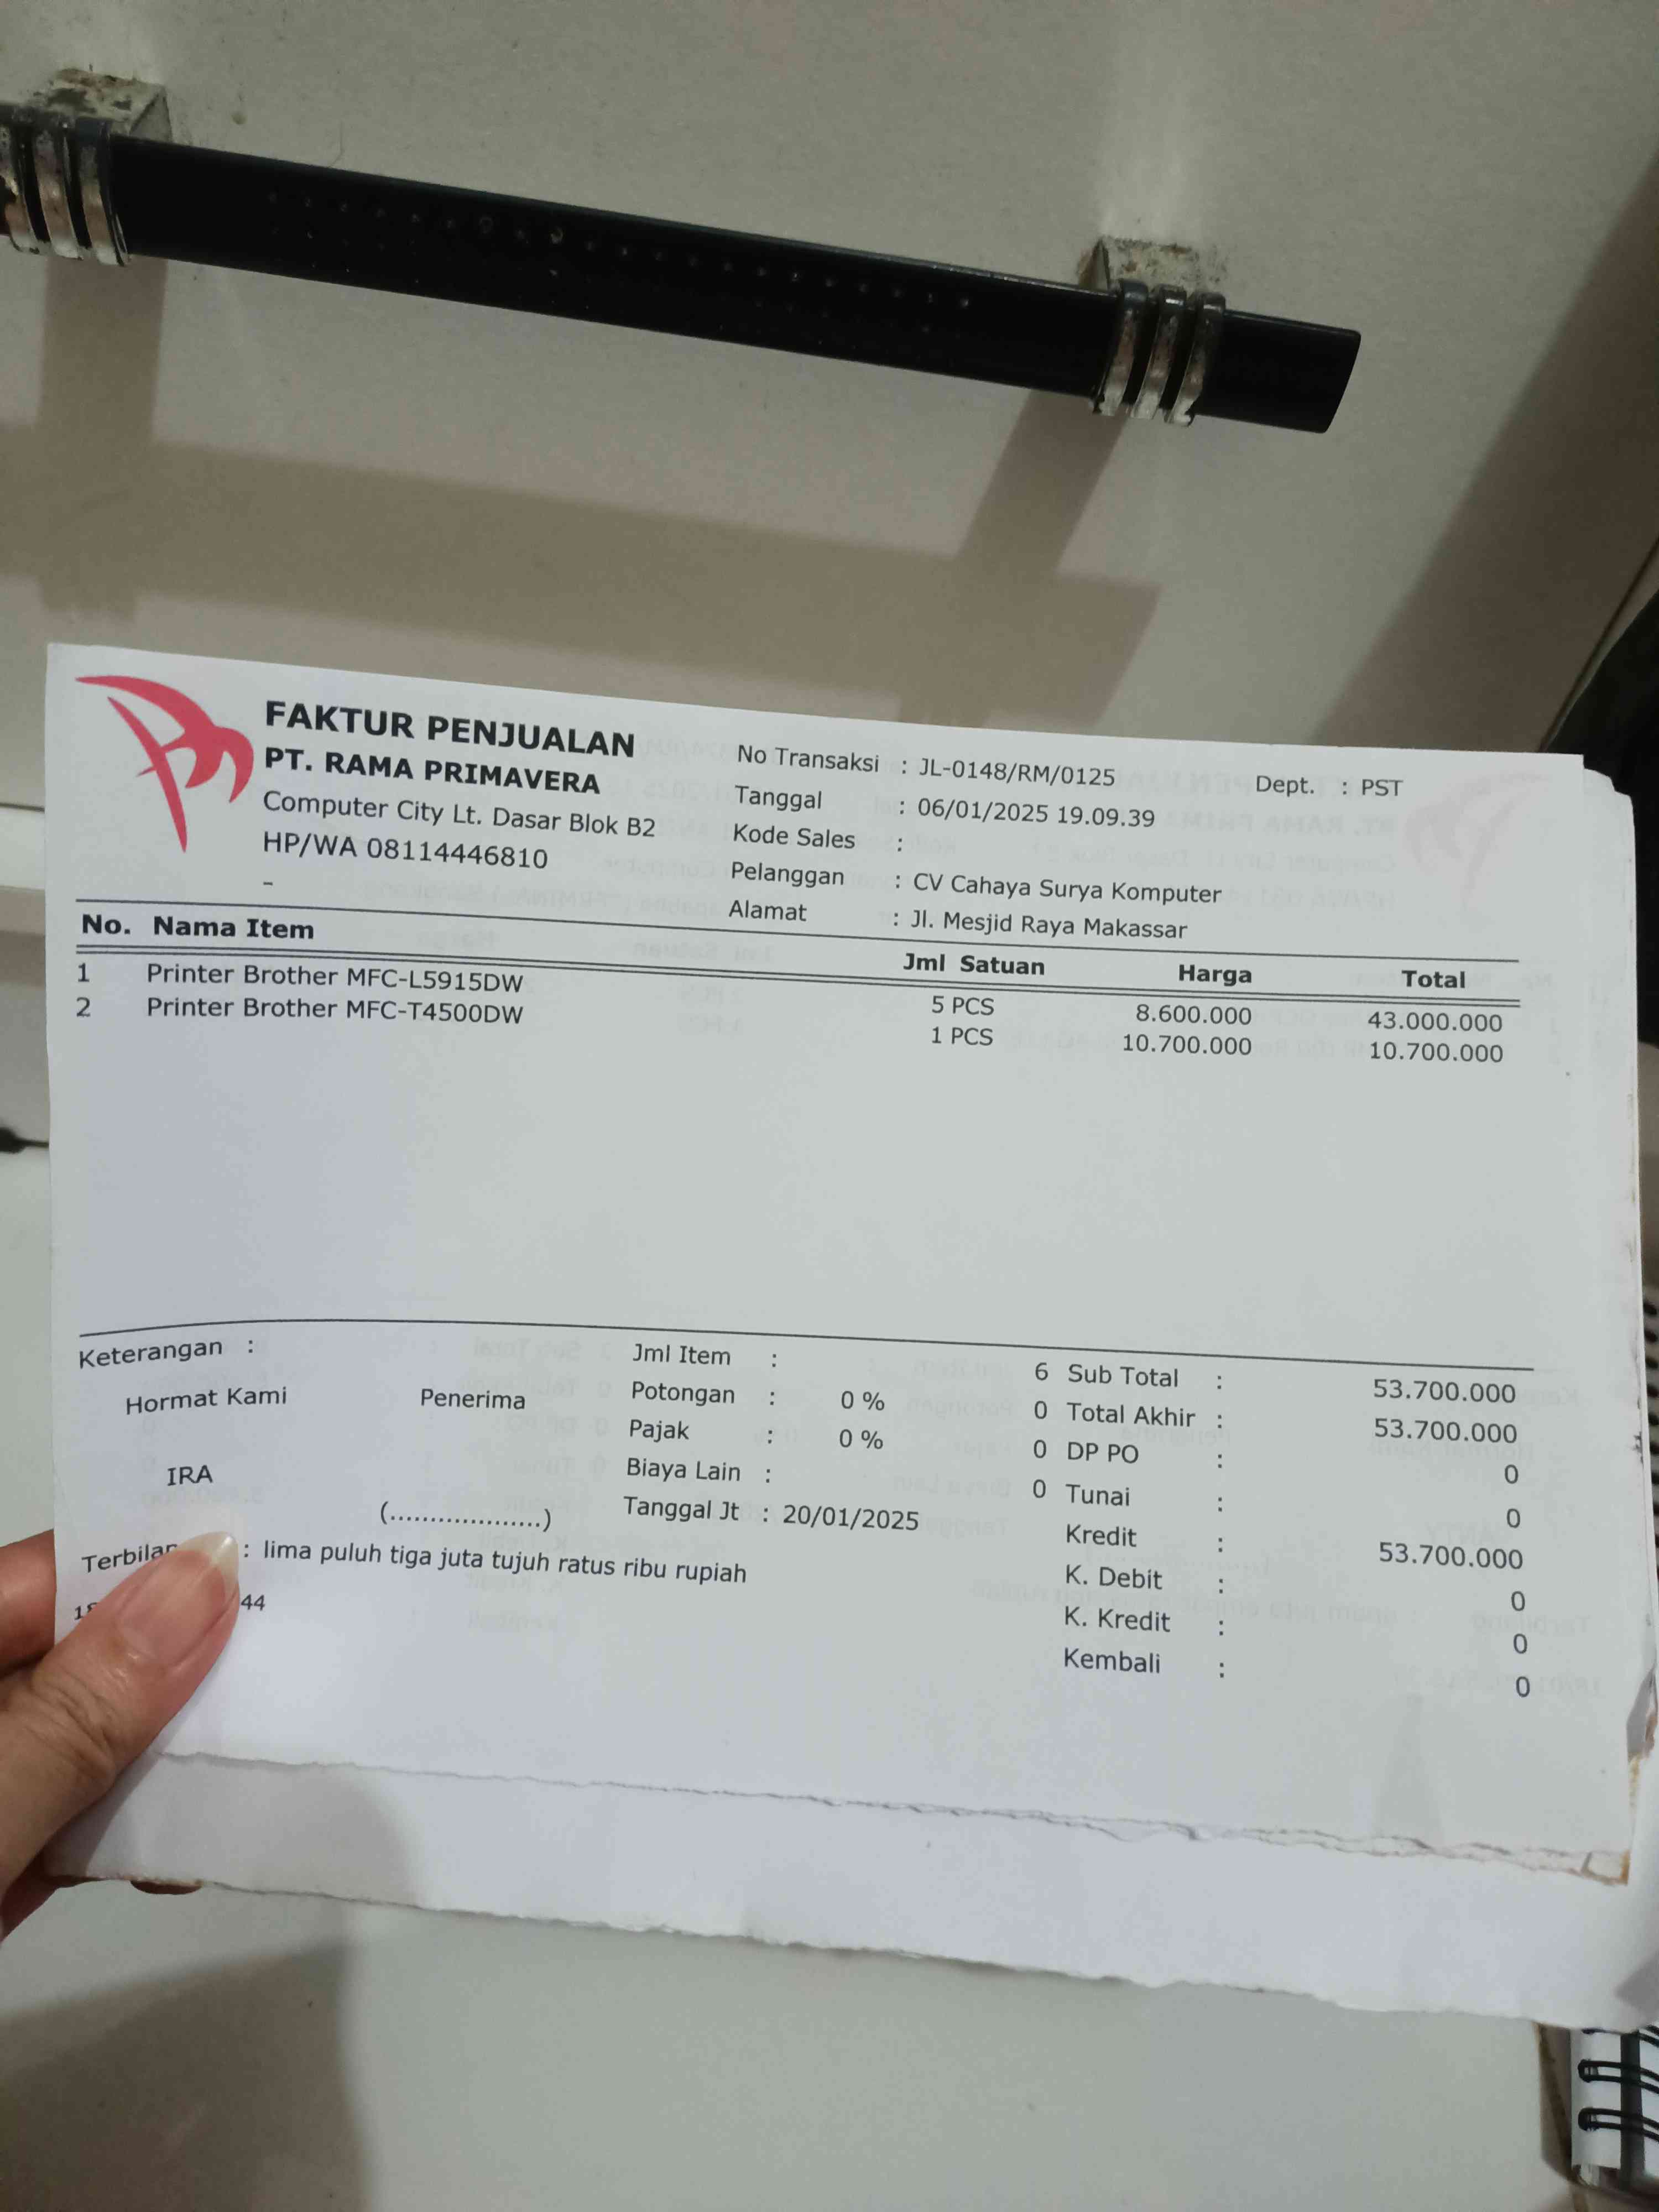 FAKTUR PENJUALAN
PT. RAMA PRIMAVERA
Computer City Lt. Dasar Blok B2
HP/WA 08114446810
-
No Transaksi : JL-0148/RM/0125 Dept. : PST
Tanggal : 06/01/2025 19.09.39
Kode Sales :
Pelanggan : CV Cahaya Surya Komputer
Alamat : Jl. Mesjid Raya Makassar
No. Nama Item Jml Satuan Harga Total
1 Printer Brother MFC-L5915DW 5 PCS 8.600.000 43.000.000
2 Printer Brother MFC-T4500DW 1 PCS 10.700.000 10.700.000
Keterangan :
Hormat Kami Penerima
IRA
(...................)
Jml Item : 6
Potongan : 0 % 0
Pajak : 0 % 0
Biaya Lain : 0
Tanggal Jt : 20/01/2025
Sub Total : 53.700.000
Total Akhir : 53.700.000
DP PO : 0
Tunai : 0
Kredit : 53.700.000
K. Debit : 0
K. Kredit : 0
Kembali : 0
: lima puluh tiga juta tujuh ratus ribu rupiah
44